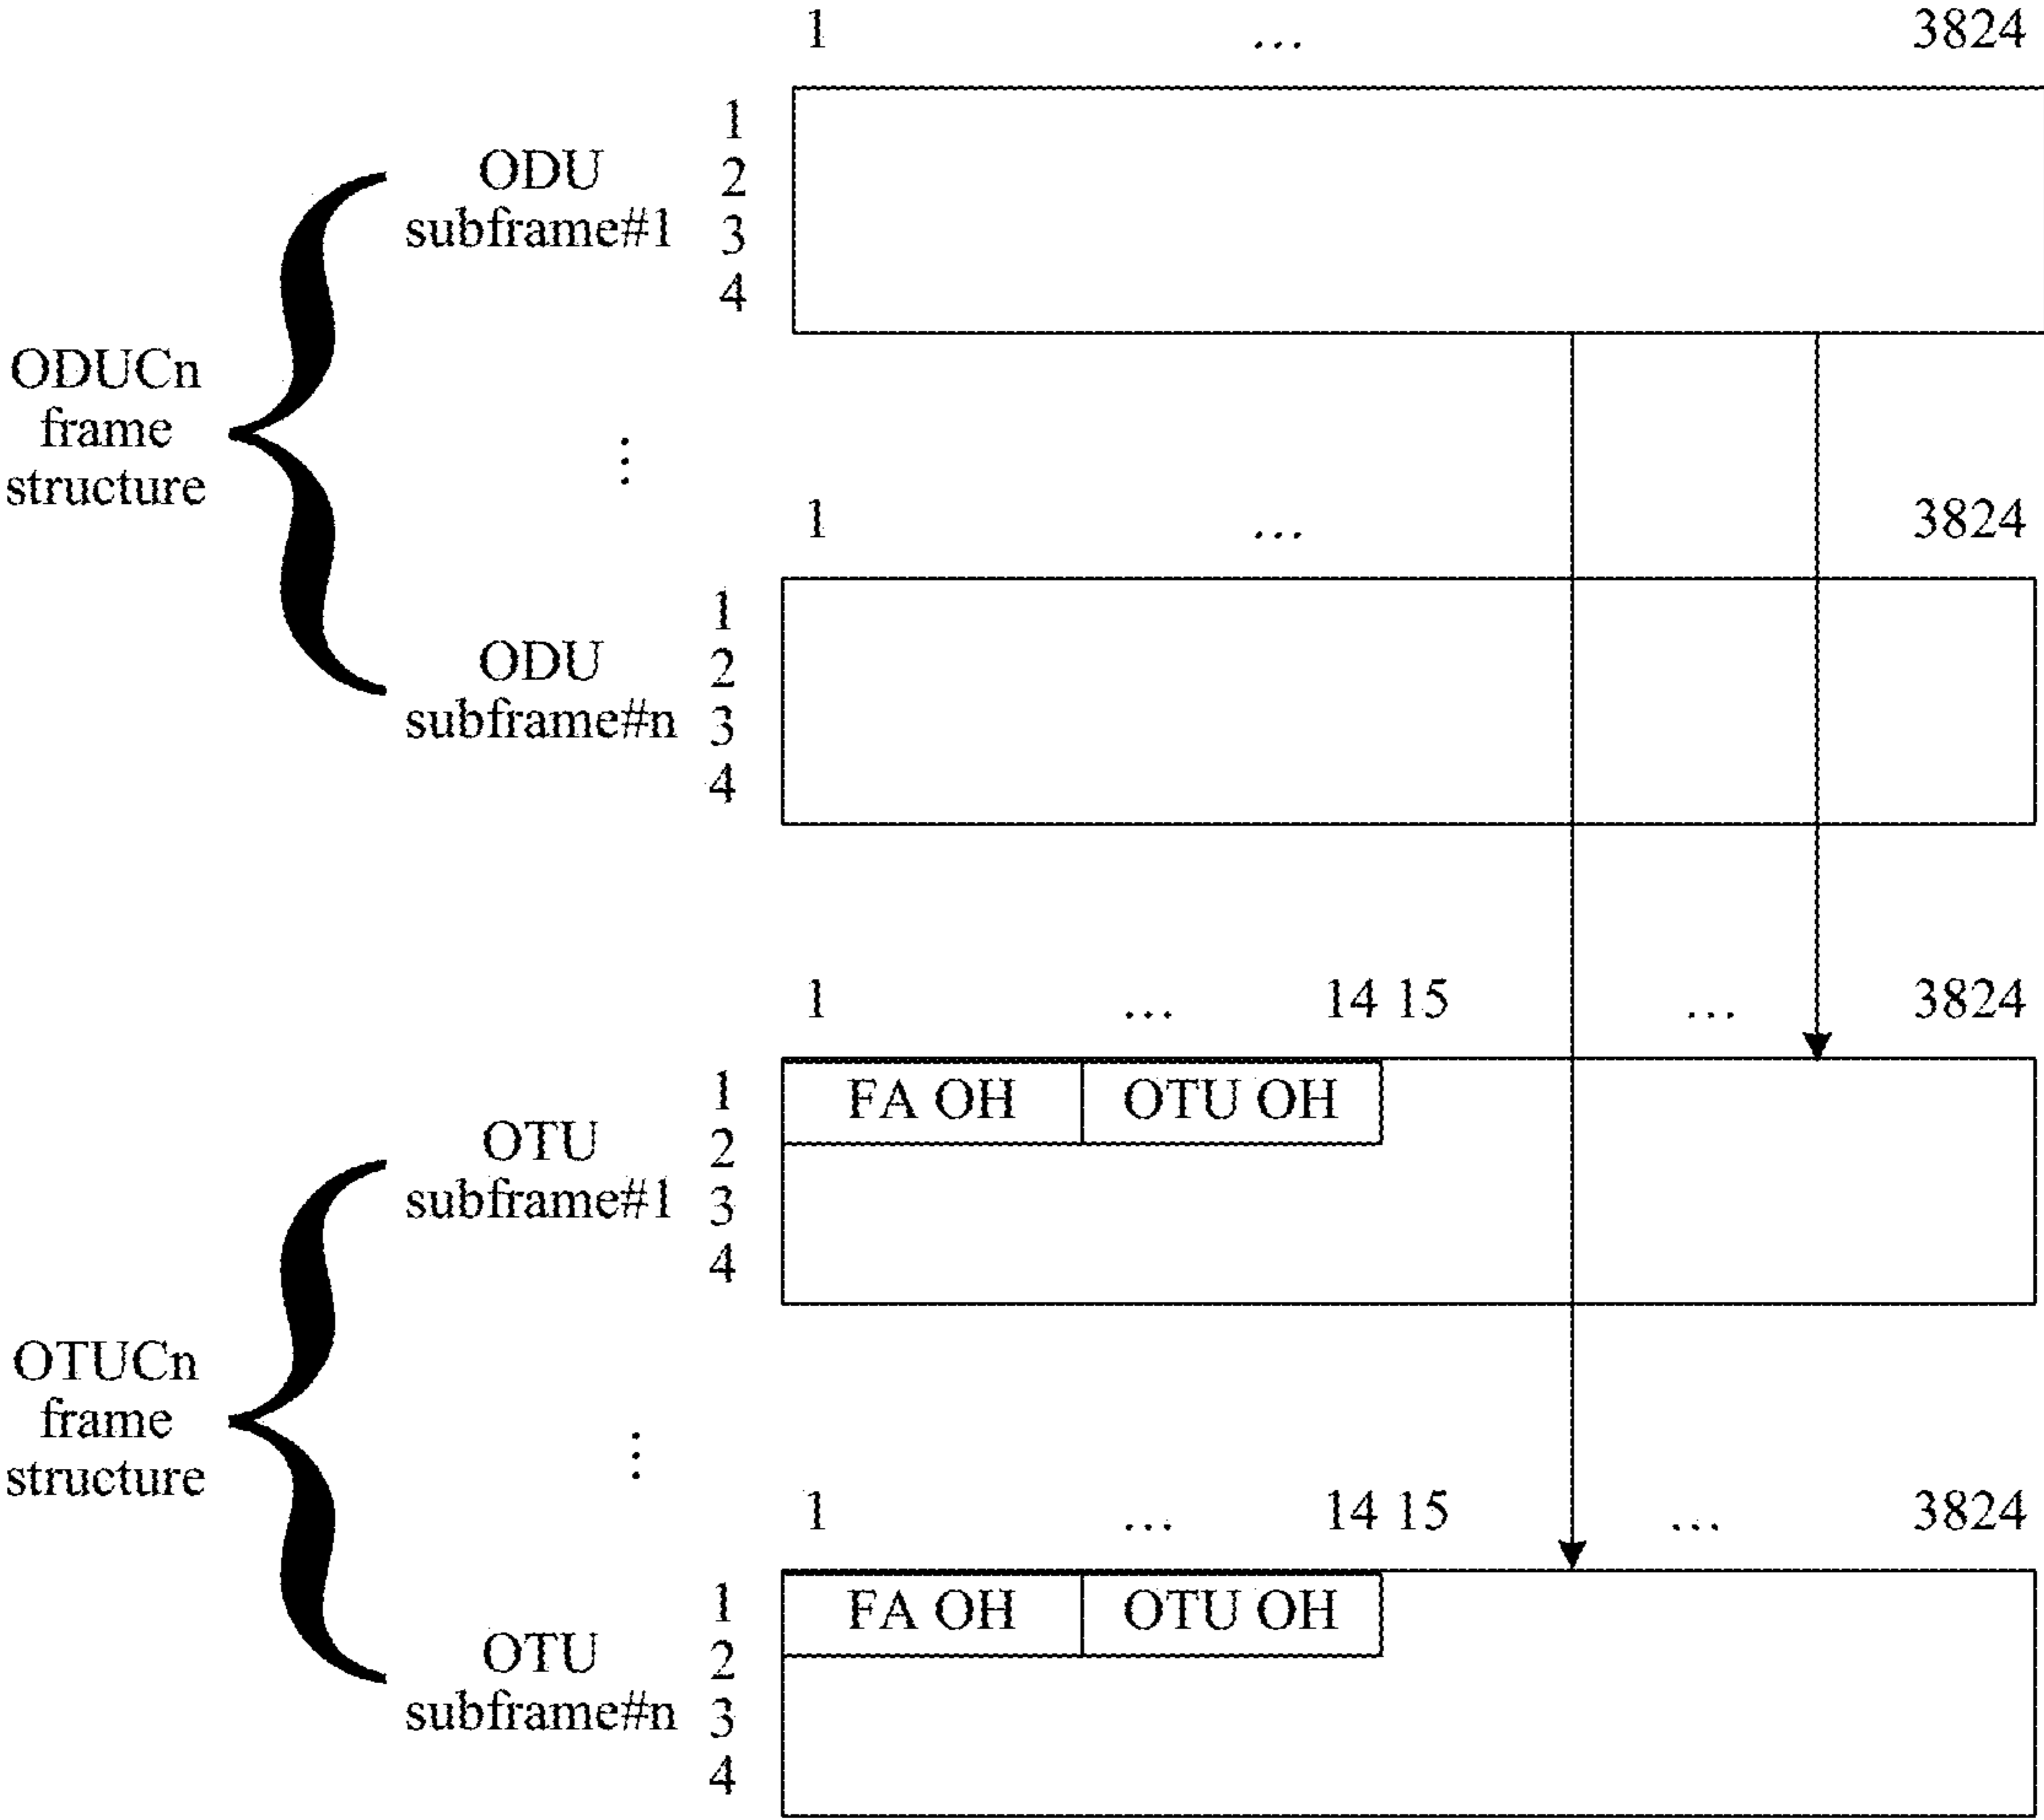 1 ... 3824
1
ODU
2
subframe#1
3
4
ODUCn
frame
structure
⋮
1 ... 3824
1
ODU
2
subframe#n
3
4
1 ... 14 15 ... 3824
1
FA OH OTU OH
OTU
2
subframe#1
3
4
OTUCn
frame
structure
⋮
1 ... 14 15 ... 3824
1
FA OH OTU OH
OTU
2
subframe#n
3
4